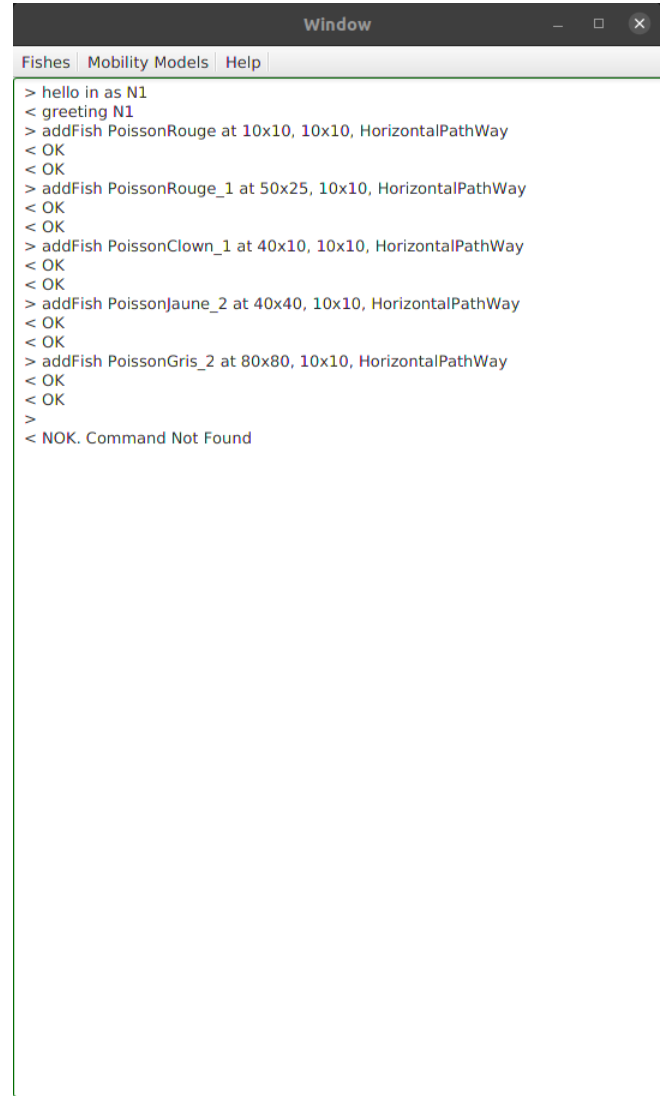 Window
Fishes Mobility Models Help
> hello in as N1
< greeting N1
> addFish PoissonRouge at 10x10, 10x10, HorizontalPathWay
< OK
< OK
> addFish PoissonRouge_1 at 50x25, 10x10, HorizontalPathWay
< OK
< OK
> addFish PoissonClown_1 at 40x10, 10x10, HorizontalPathWay
< OK
< OK
> addFish PoissonJaune_2 at 40x40, 10x10, HorizontalPathWay
< OK
< OK
> addFish PoissonGris_2 at 80x80, 10x10, HorizontalPathWay
< OK
< OK
>
< NOK. Command Not Found